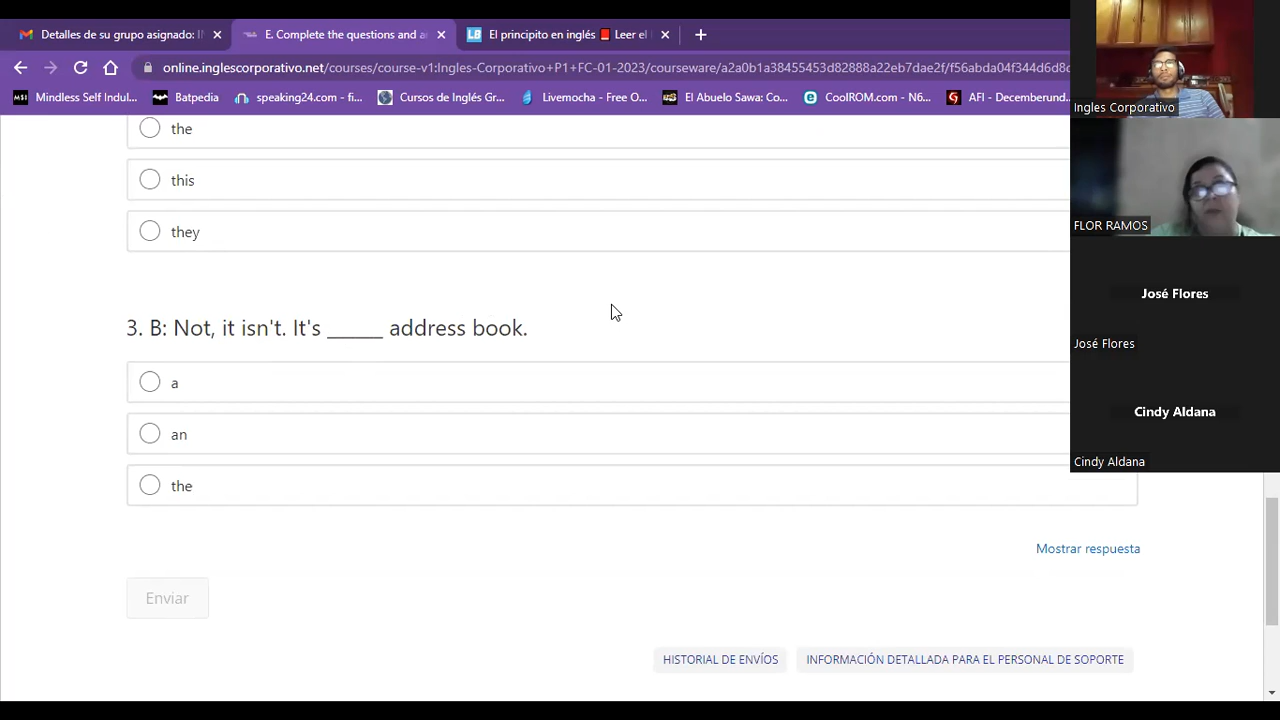 Detalles de su grupo asignado: I
E. Complete the questions and a
El principito en inglés 📕 Leer el
online.inglescorporativo.net/courses/course-v1:Ingles-Corporativo+P1+FC-01-2023/courseware/a2a0b1a38455453d82888a22eb7dae2f/f56abda04f344d6d8
Mindless Self Indul...
Batpedia
speaking24.com - fi...
Cursos de Inglés Gr...
Livemocha - Free O...
El Abuelo Sawa: Co...
CoolROM.com - N6...
AFI - Decemberund...
the
this
they
3. B: Not, it isn't. It's ______ address book.
a
an
the
Mostrar respuesta
Enviar
HISTORIAL DE ENVÍOS
INFORMACIÓN DETALLADA PARA EL PERSONAL DE SOPORTE
Ingles Corporativo
FLOR RAMOS
José Flores
José Flores
Cindy Aldana
Cindy Aldana